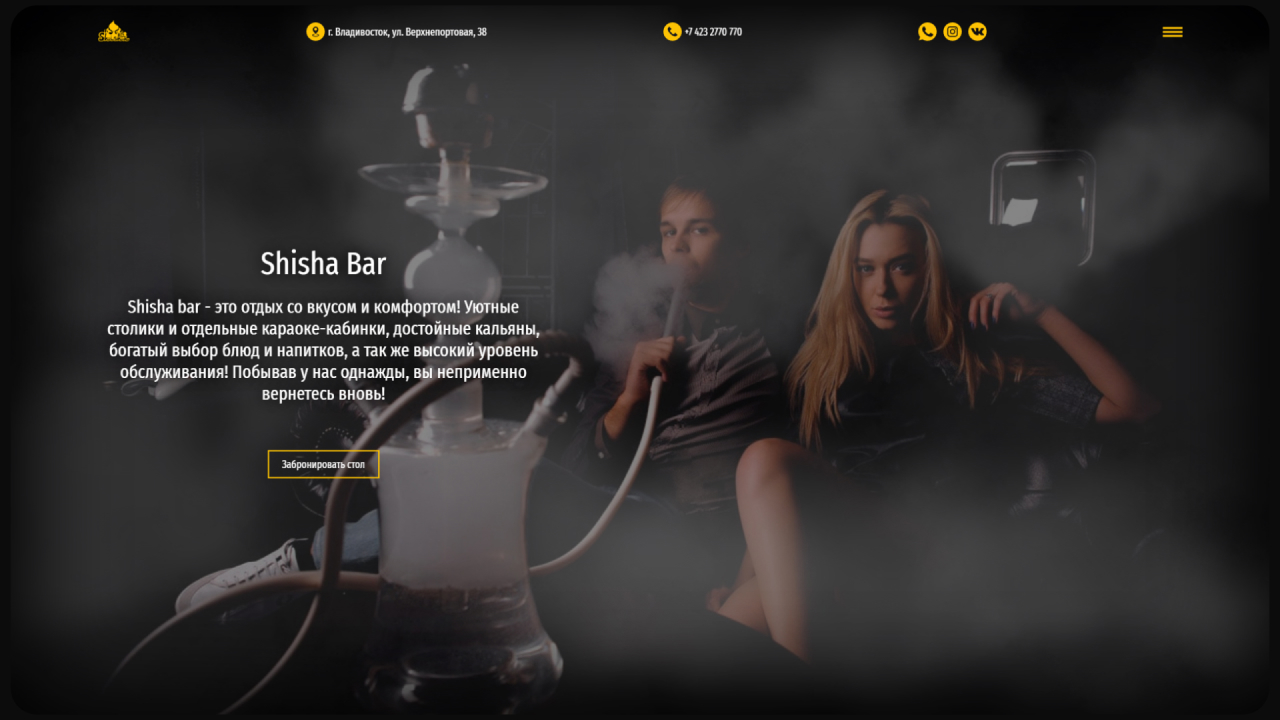 г. Владивосток, ул. Верхнепортовая, 38
+7 423 2770 770
Shisha Bar
Shisha bar - это отдых со вкусом и комфортом! Уютные
столики и отдельные караоке-кабинки, достойные кальяны,
богатый выбор блюд и напитков, а так же высокий уровень
обслуживания! Побывав у нас однажды, вы неприменно
вернетесь вновь!
Забронировать стол